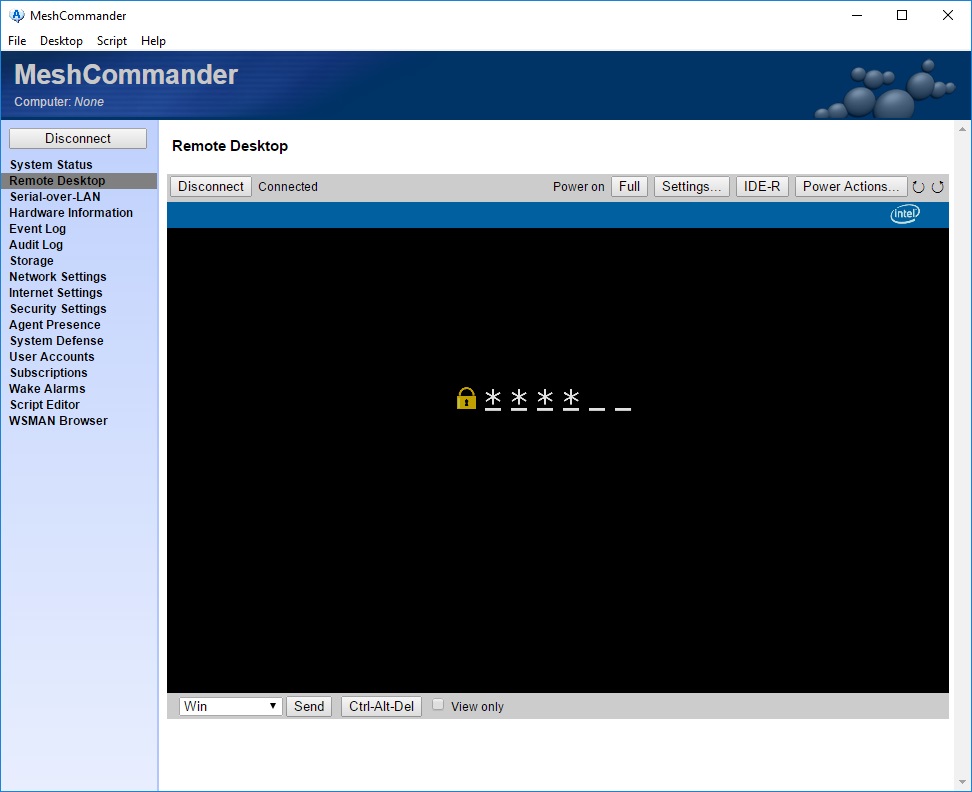 MeshCommander
File Desktop Script Help
MeshCommander
Computer: None
Disconnect
System Status
Remote Desktop
Serial-over-LAN
Hardware Information
Event Log
Audit Log
Storage
Network Settings
Internet Settings
Security Settings
Agent Presence
System Defense
User Accounts
Subscriptions
Wake Alarms
Script Editor
WSMAN Browser
Remote Desktop
Disconnect Connected Power on Full Settings... IDE-R Power Actions...
intel
* * * * _ _
Win Send Ctrl-Alt-Del View only